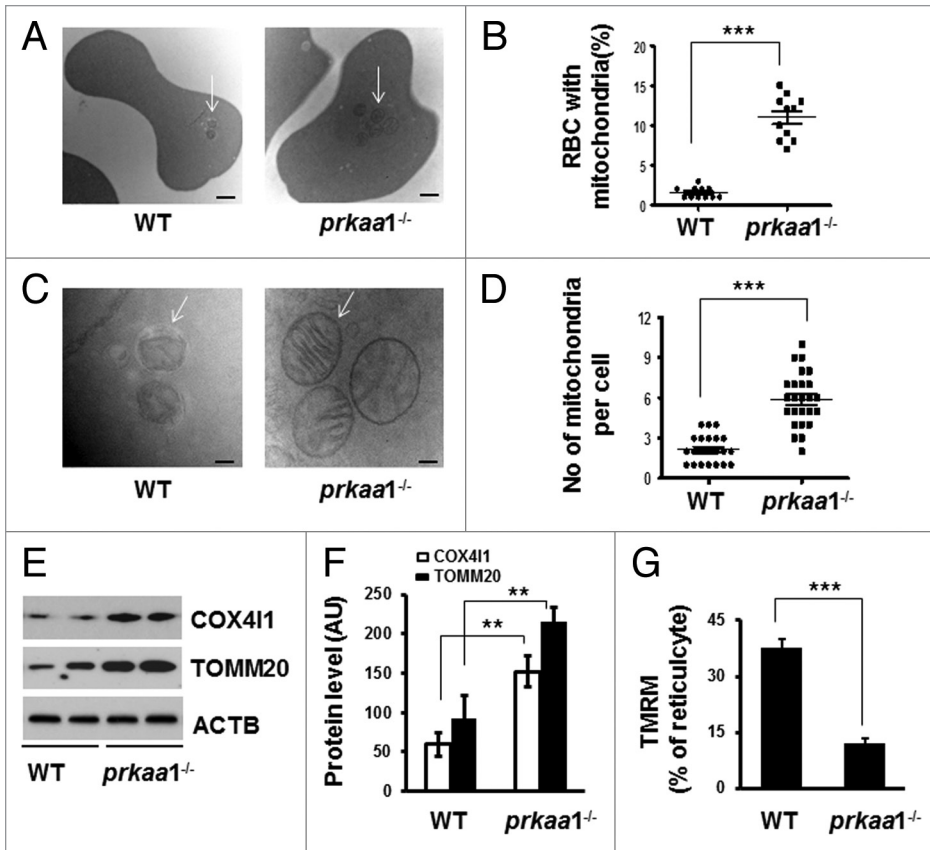 A
WT
prkaa1-/-
B
RBC with
mitochondria(%)
20
15
10
5
0
***
WT
prkaa1-/-
C
WT
prkaa1-/-
D
No of mitochondria
per cell
12
9
6
3
0
***
WT
prkaa1-/-
E
COX4I1
TOMM20
ACTB
WT
prkaa1-/-
F
COX4I1
TOMM20
Protein level (AU)
250
200
150
100
50
0
**
**
WT
prkaa1-/-
G
TMRM
(% of reticulcyte)
45
30
15
0
***
WT
prkaa1-/-